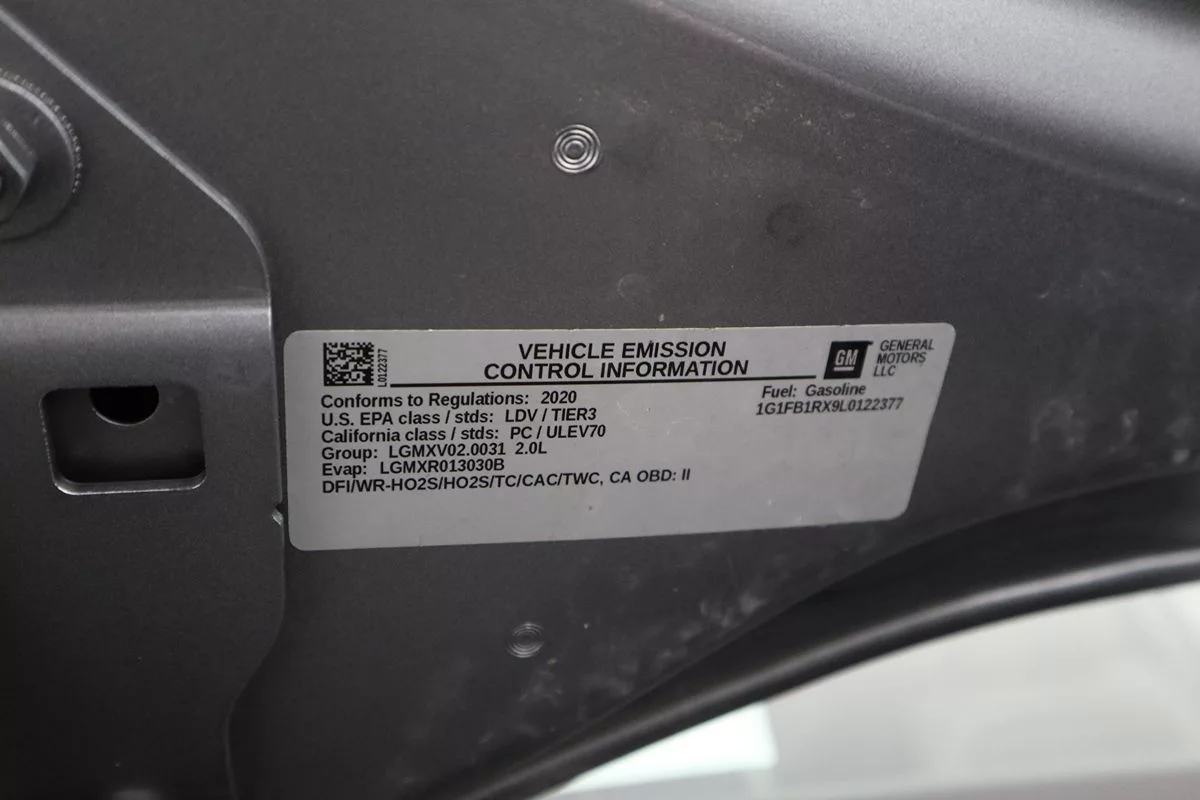 L0122377
VEHICLE EMISSION
CONTROL INFORMATION
GM
GENERAL
MOTORS
LLC
Conforms to Regulations: 2020
U.S. EPA class / stds: LDV / TIER3
California class / stds: PC / ULEV70
Group: LGMXV02.0031 2.0L
Evap: LGMXR013030B
DFI/WR-HO2S/HO2S/TC/CAC/TWC, CA OBD: II
Fuel: Gasoline
1G1FB1RX9L0122377